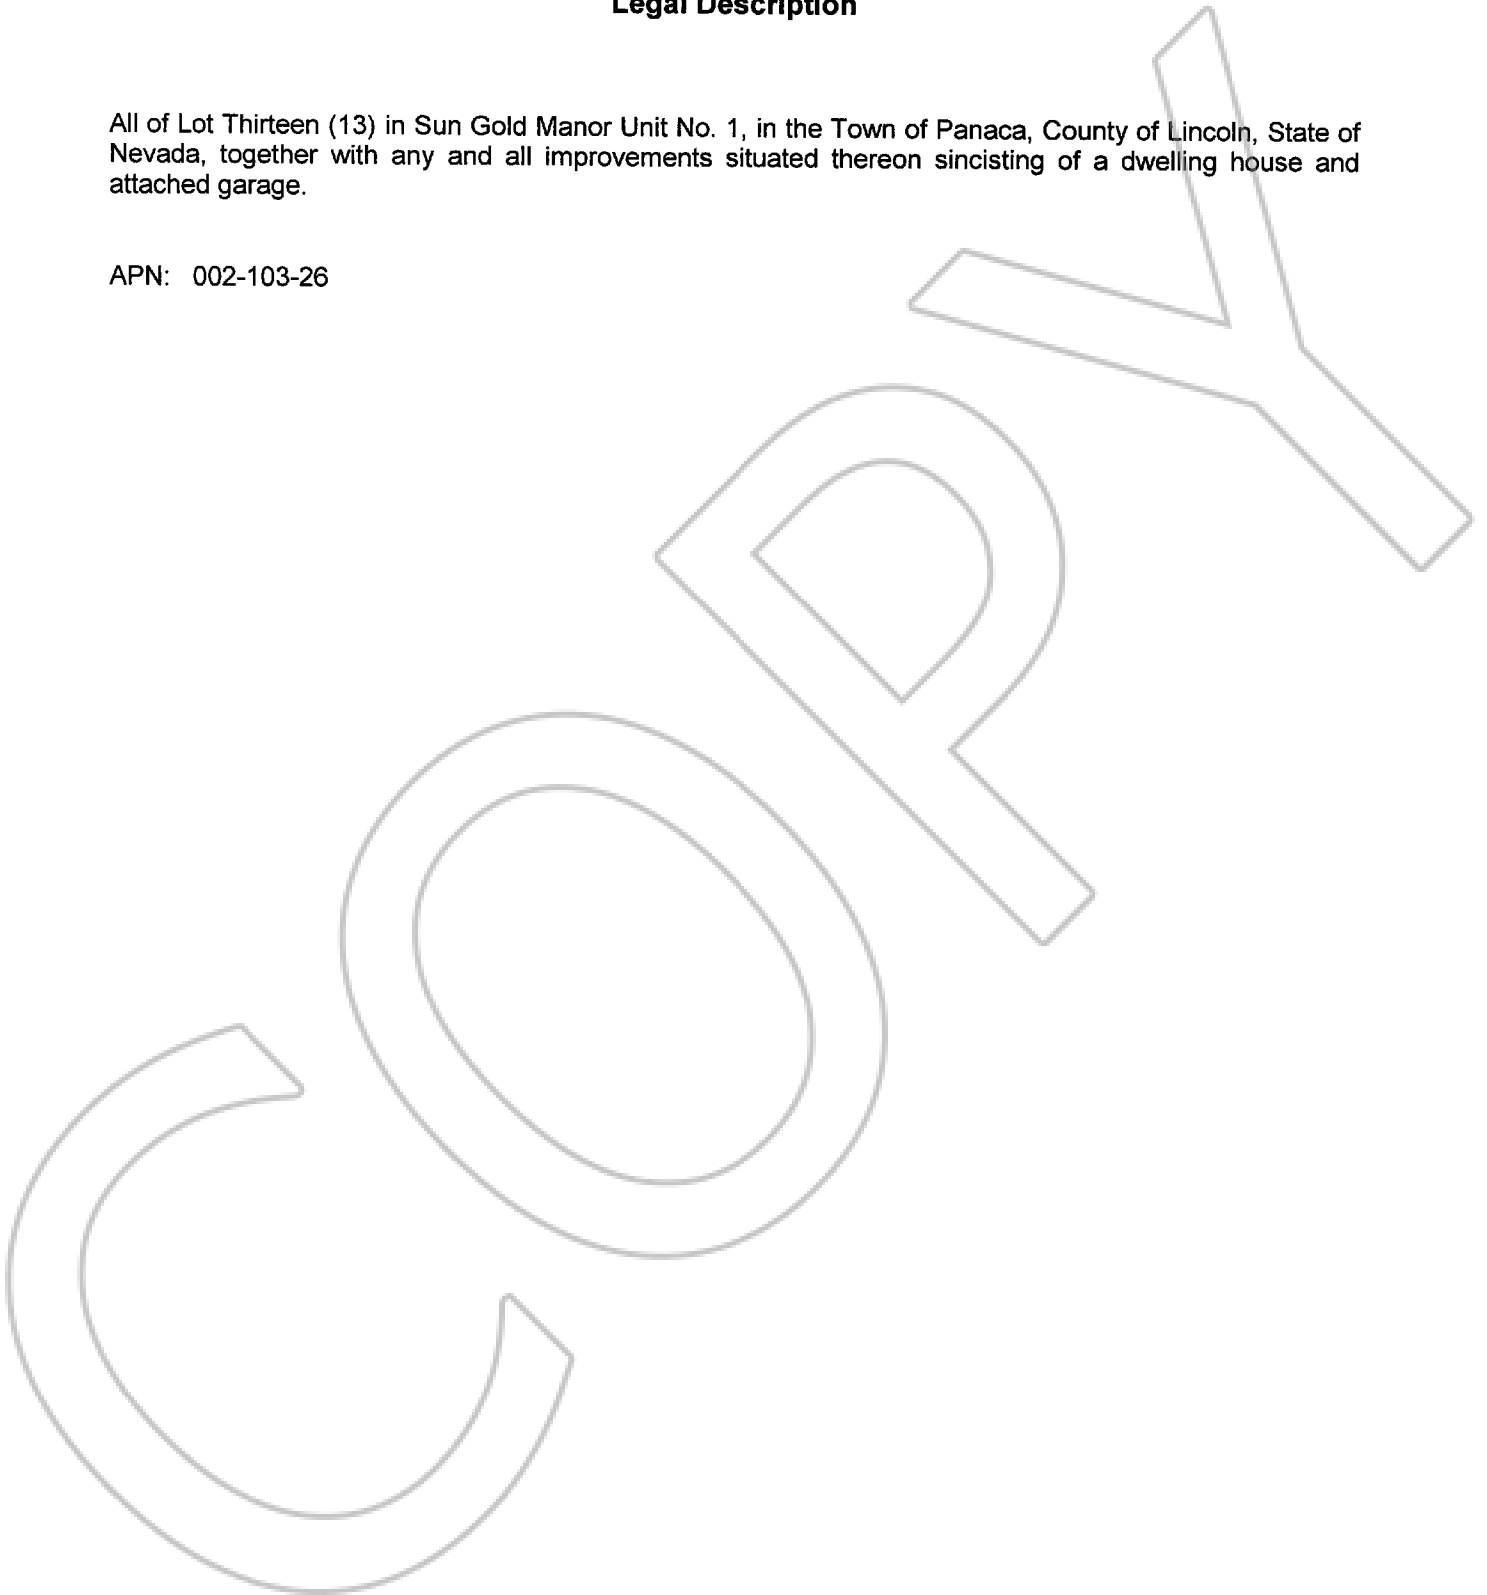 Legal Description
All of Lot Thirteen (13) in Sun Gold Manor Unit No. 1, in the Town of Panaca, County of Lincoln, State of
Nevada, together with any and all improvements situated thereon sincisting of a dwelling house and
attached garage.
APN: 002-103-26
COPY